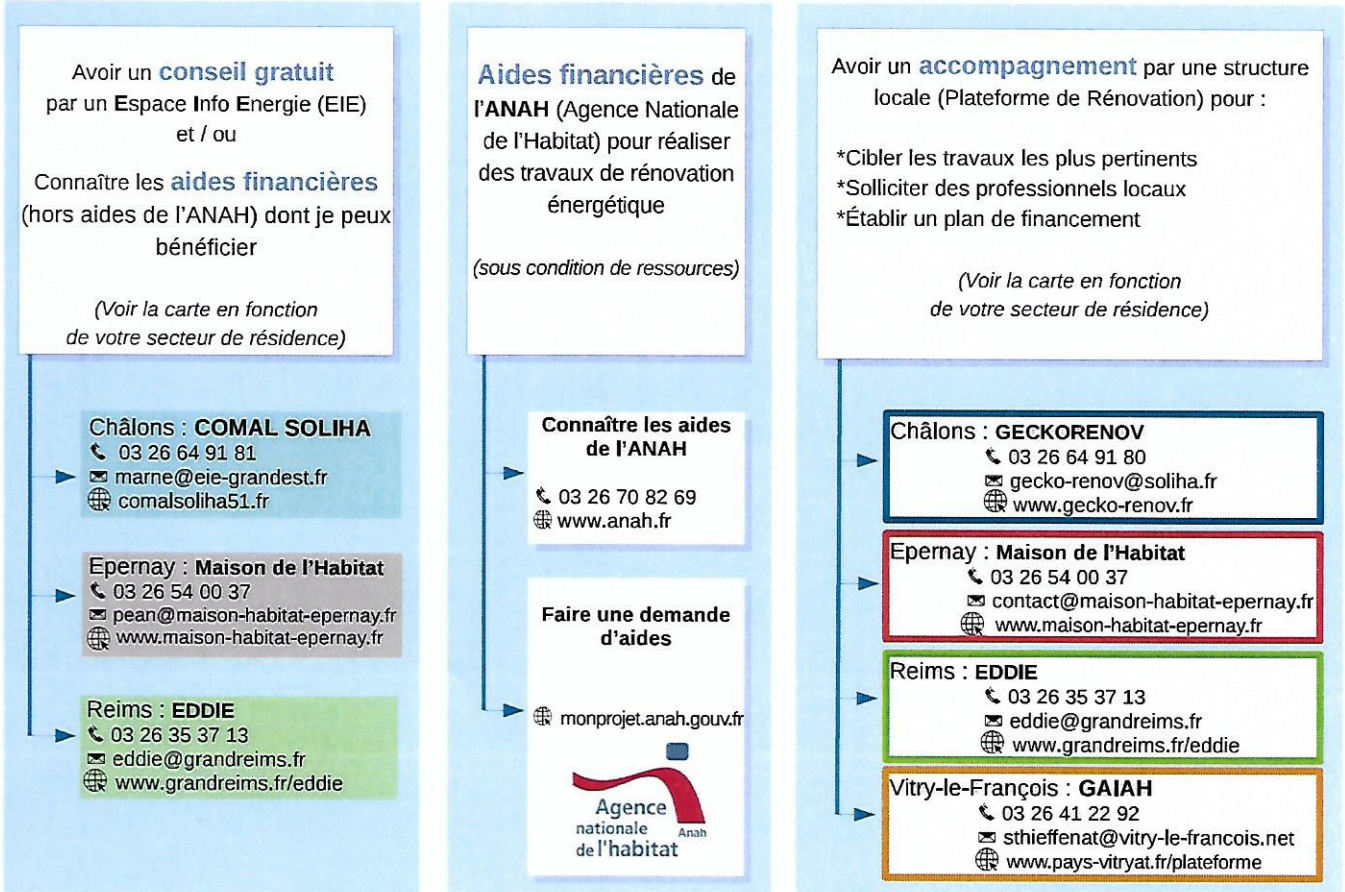 Avoir un conseil gratuit
par un Espace Info Energie (EIE)
et / ou
Connaître les aides financières
(hors aides de l'ANAH) dont je peux
bénéficier
(Voir la carte en fonction
de votre secteur de résidence)
Châlons : COMAL SOLIHA
03 26 64 91 81
marne@eie-grandest.fr
comalsoliha51.fr
Epernay : Maison de l'Habitat
03 26 54 00 37
pean@maison-habitat-epernay.fr
www.maison-habitat-epernay.fr
Reims : EDDIE
03 26 35 37 13
eddie@grandreims.fr
www.grandreims.fr/eddie
Aides financières de
l'ANAH (Agence Nationale
de l'Habitat) pour réaliser
des travaux de rénovation
énergétique
(sous condition de ressources)
Connaître les aides
de l'ANAH
03 26 70 82 69
www.anah.fr
Faire une demande
d'aides
monprojet.anah.gouv.fr
Agence
nationale
de l'habitat
Anah
Avoir un accompagnement par une structure
locale (Plateforme de Rénovation) pour :
*Cibler les travaux les plus pertinents
*Solliciter des professionnels locaux
*Établir un plan de financement
(Voir la carte en fonction
de votre secteur de résidence)
Châlons : GECKORENOV
03 26 64 91 80
gecko-renov@soliha.fr
www.gecko-renov.fr
Epernay : Maison de l'Habitat
03 26 54 00 37
contact@maison-habitat-epernay.fr
www.maison-habitat-epernay.fr
Reims : EDDIE
03 26 35 37 13
eddie@grandreims.fr
www.grandreims.fr/eddie
Vitry-le-François : GAIAH
03 26 41 22 92
sthieffenat@vitry-le-francois.net
www.pays-vitryat.fr/plateforme